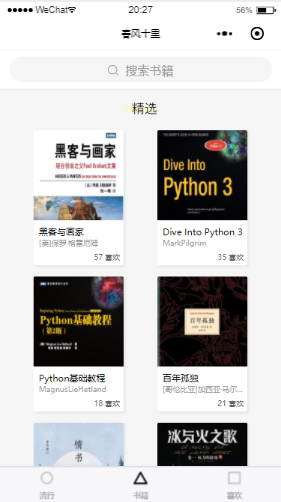 WeChat 20:27 56%
春风十里
搜索书籍
精选
黑客与画家
硅谷创业之父Paul Graham文集
Dive Into
Python 3
黑客与画家
[英]保罗·格雷厄姆
57 喜欢
Dive Into Python 3
MarkPilgrim
35 喜欢
Python基础教程
(第2版)
百年孤独
Python基础教程
MagnusLieHetland
18 喜欢
百年孤独
[哥伦比亚]加西亚·马尔...
21 喜欢
情书
冰与火之歌
流行 书籍 喜欢